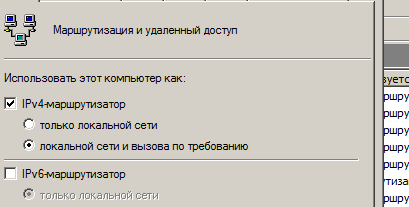 Маршрутизация и удаленный доступ
Использовать этот компьютер как:
IPv4-маршрутизатор
только локальной сети
локальной сети и вызова по требованию
IPv6-маршрутизатор
только локальной сети